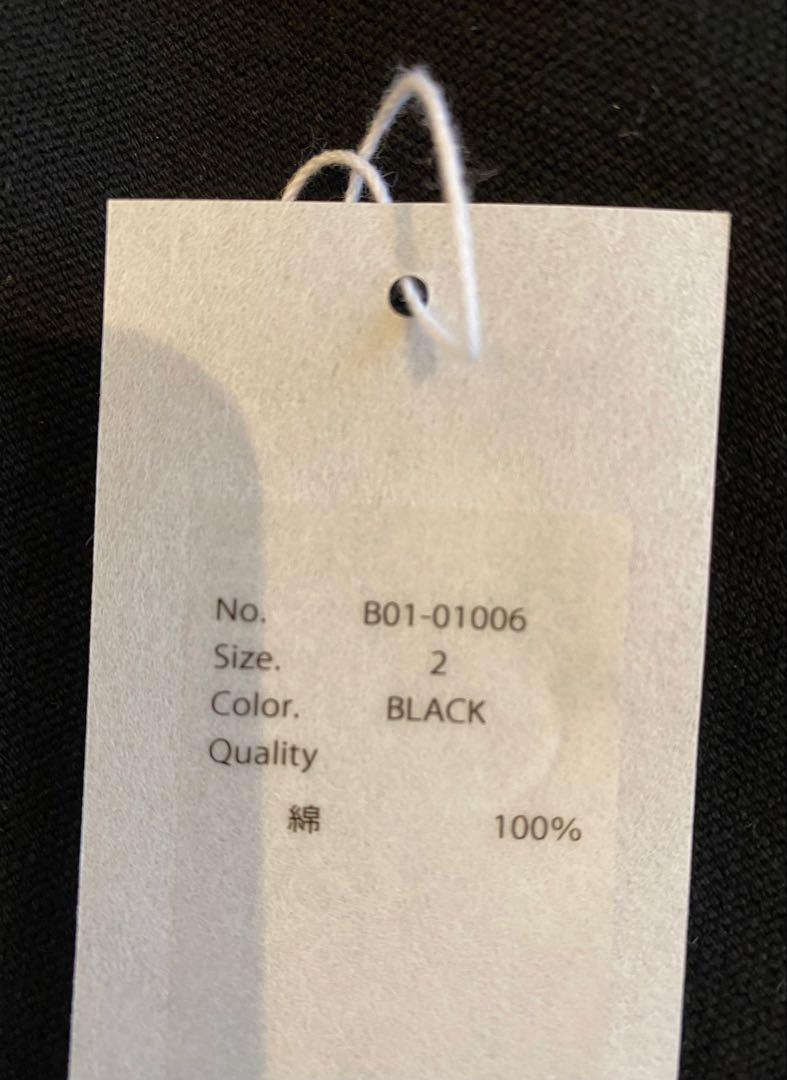 No. B01-01006
Size. 2
Color. BLACK
Quality
綿 100%